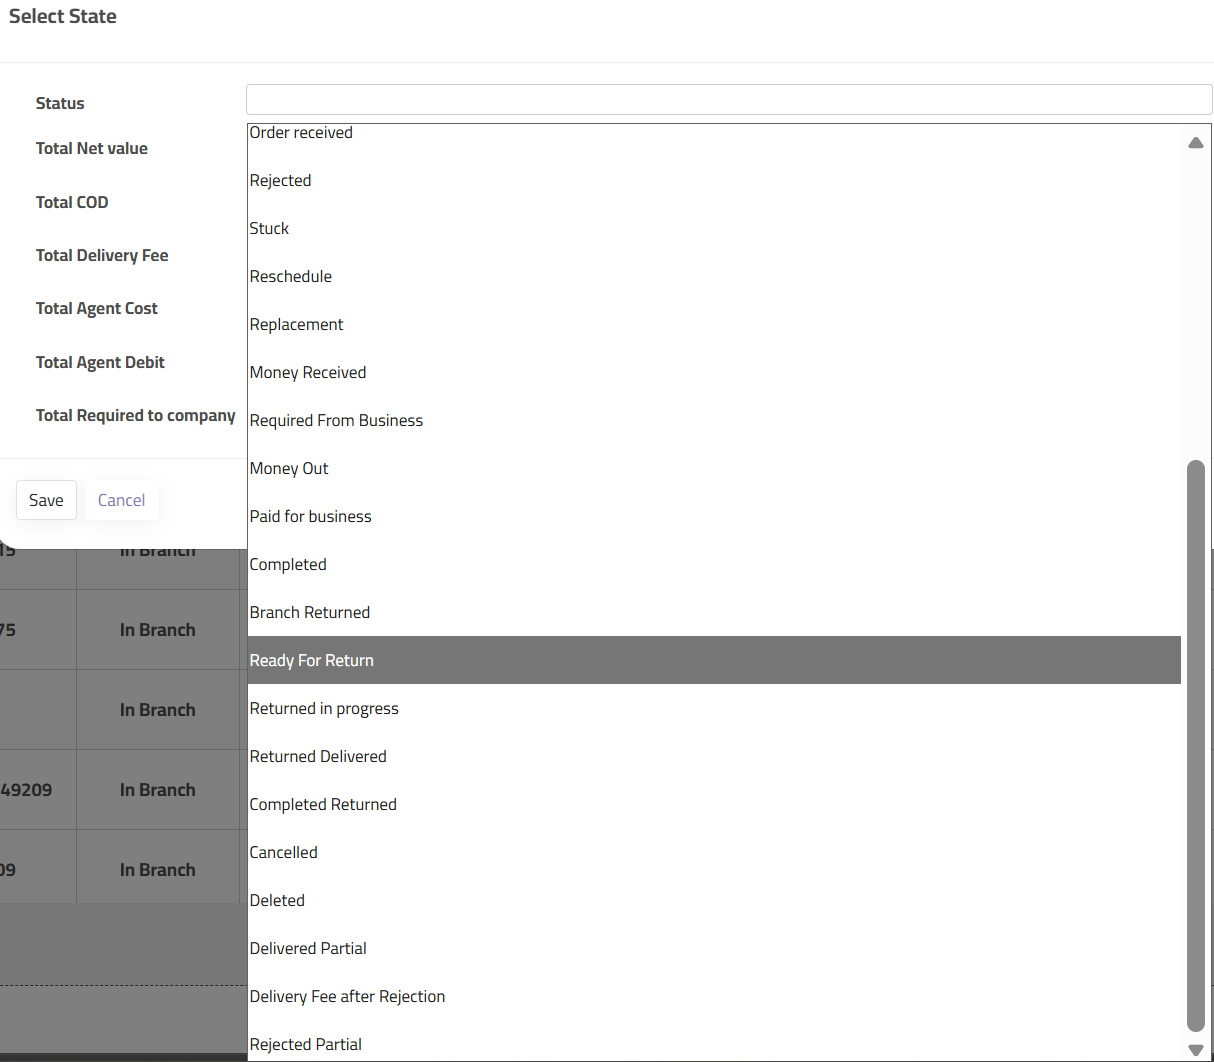 Select State
Status
Total Net value
Total COD
Total Delivery Fee
Total Agent Cost
Total Agent Debit
Total Required to company
Save
Cancel
Order received
Rejected
Stuck
Reschedule
Replacement
Money Received
Required From Business
Money Out
Paid for business
Completed
Branch Returned
Ready For Return
Returned in progress
Returned Delivered
Completed Returned
Cancelled
Deleted
Delivered Partial
Delivery Fee after Rejection
Rejected Partial
15 In Branch
75 In Branch
In Branch
49209 In Branch
09 In Branch